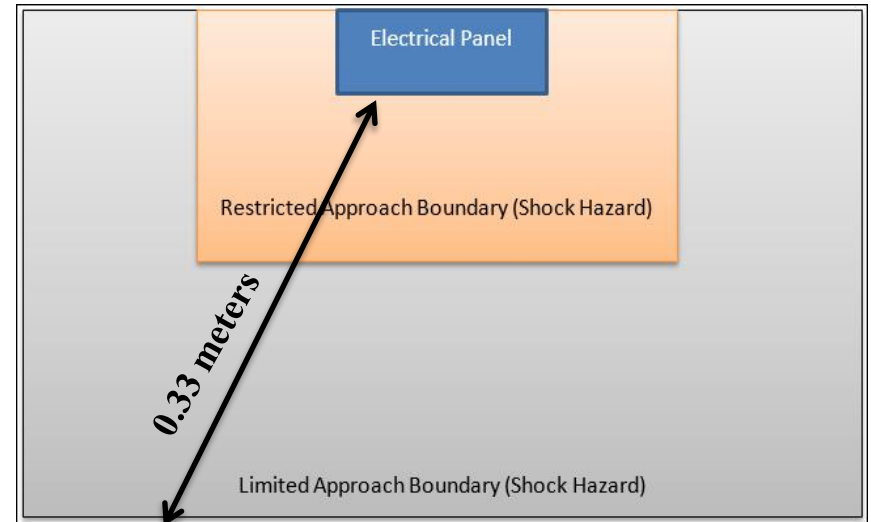 Electrical Panel
Restricted Approach Boundary (Shock Hazard)
0.33 meters
Limited Approach Boundary (Shock Hazard)